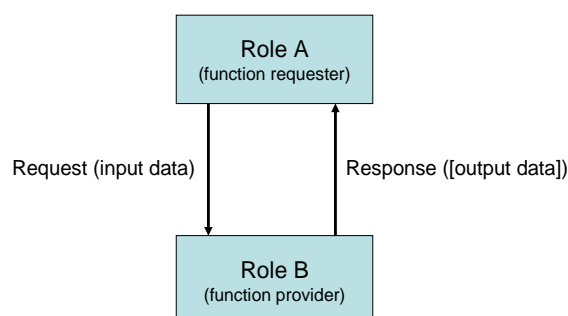 Role A
(function requester)
Request (input data)
Response ([output data])
Role B
(function provider)